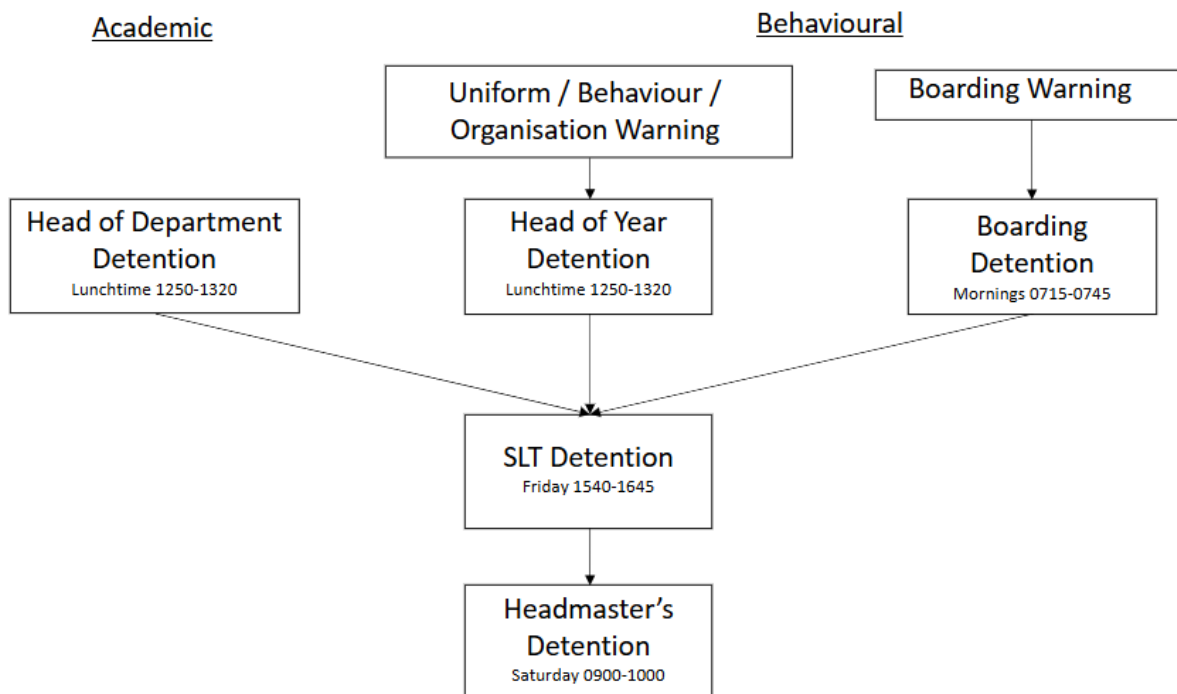 Academic
Behavioural
Uniform / Behaviour /
Organisation Warning
Boarding Warning
Head of Department
Detention
Lunchtime 1250-1320
Head of Year
Detention
Lunchtime 1250-1320
Boarding
Detention
Mornings 0715-0745
SLT Detention
Friday 1540-1645
Headmaster’s
Detention
Saturday 0900-1000